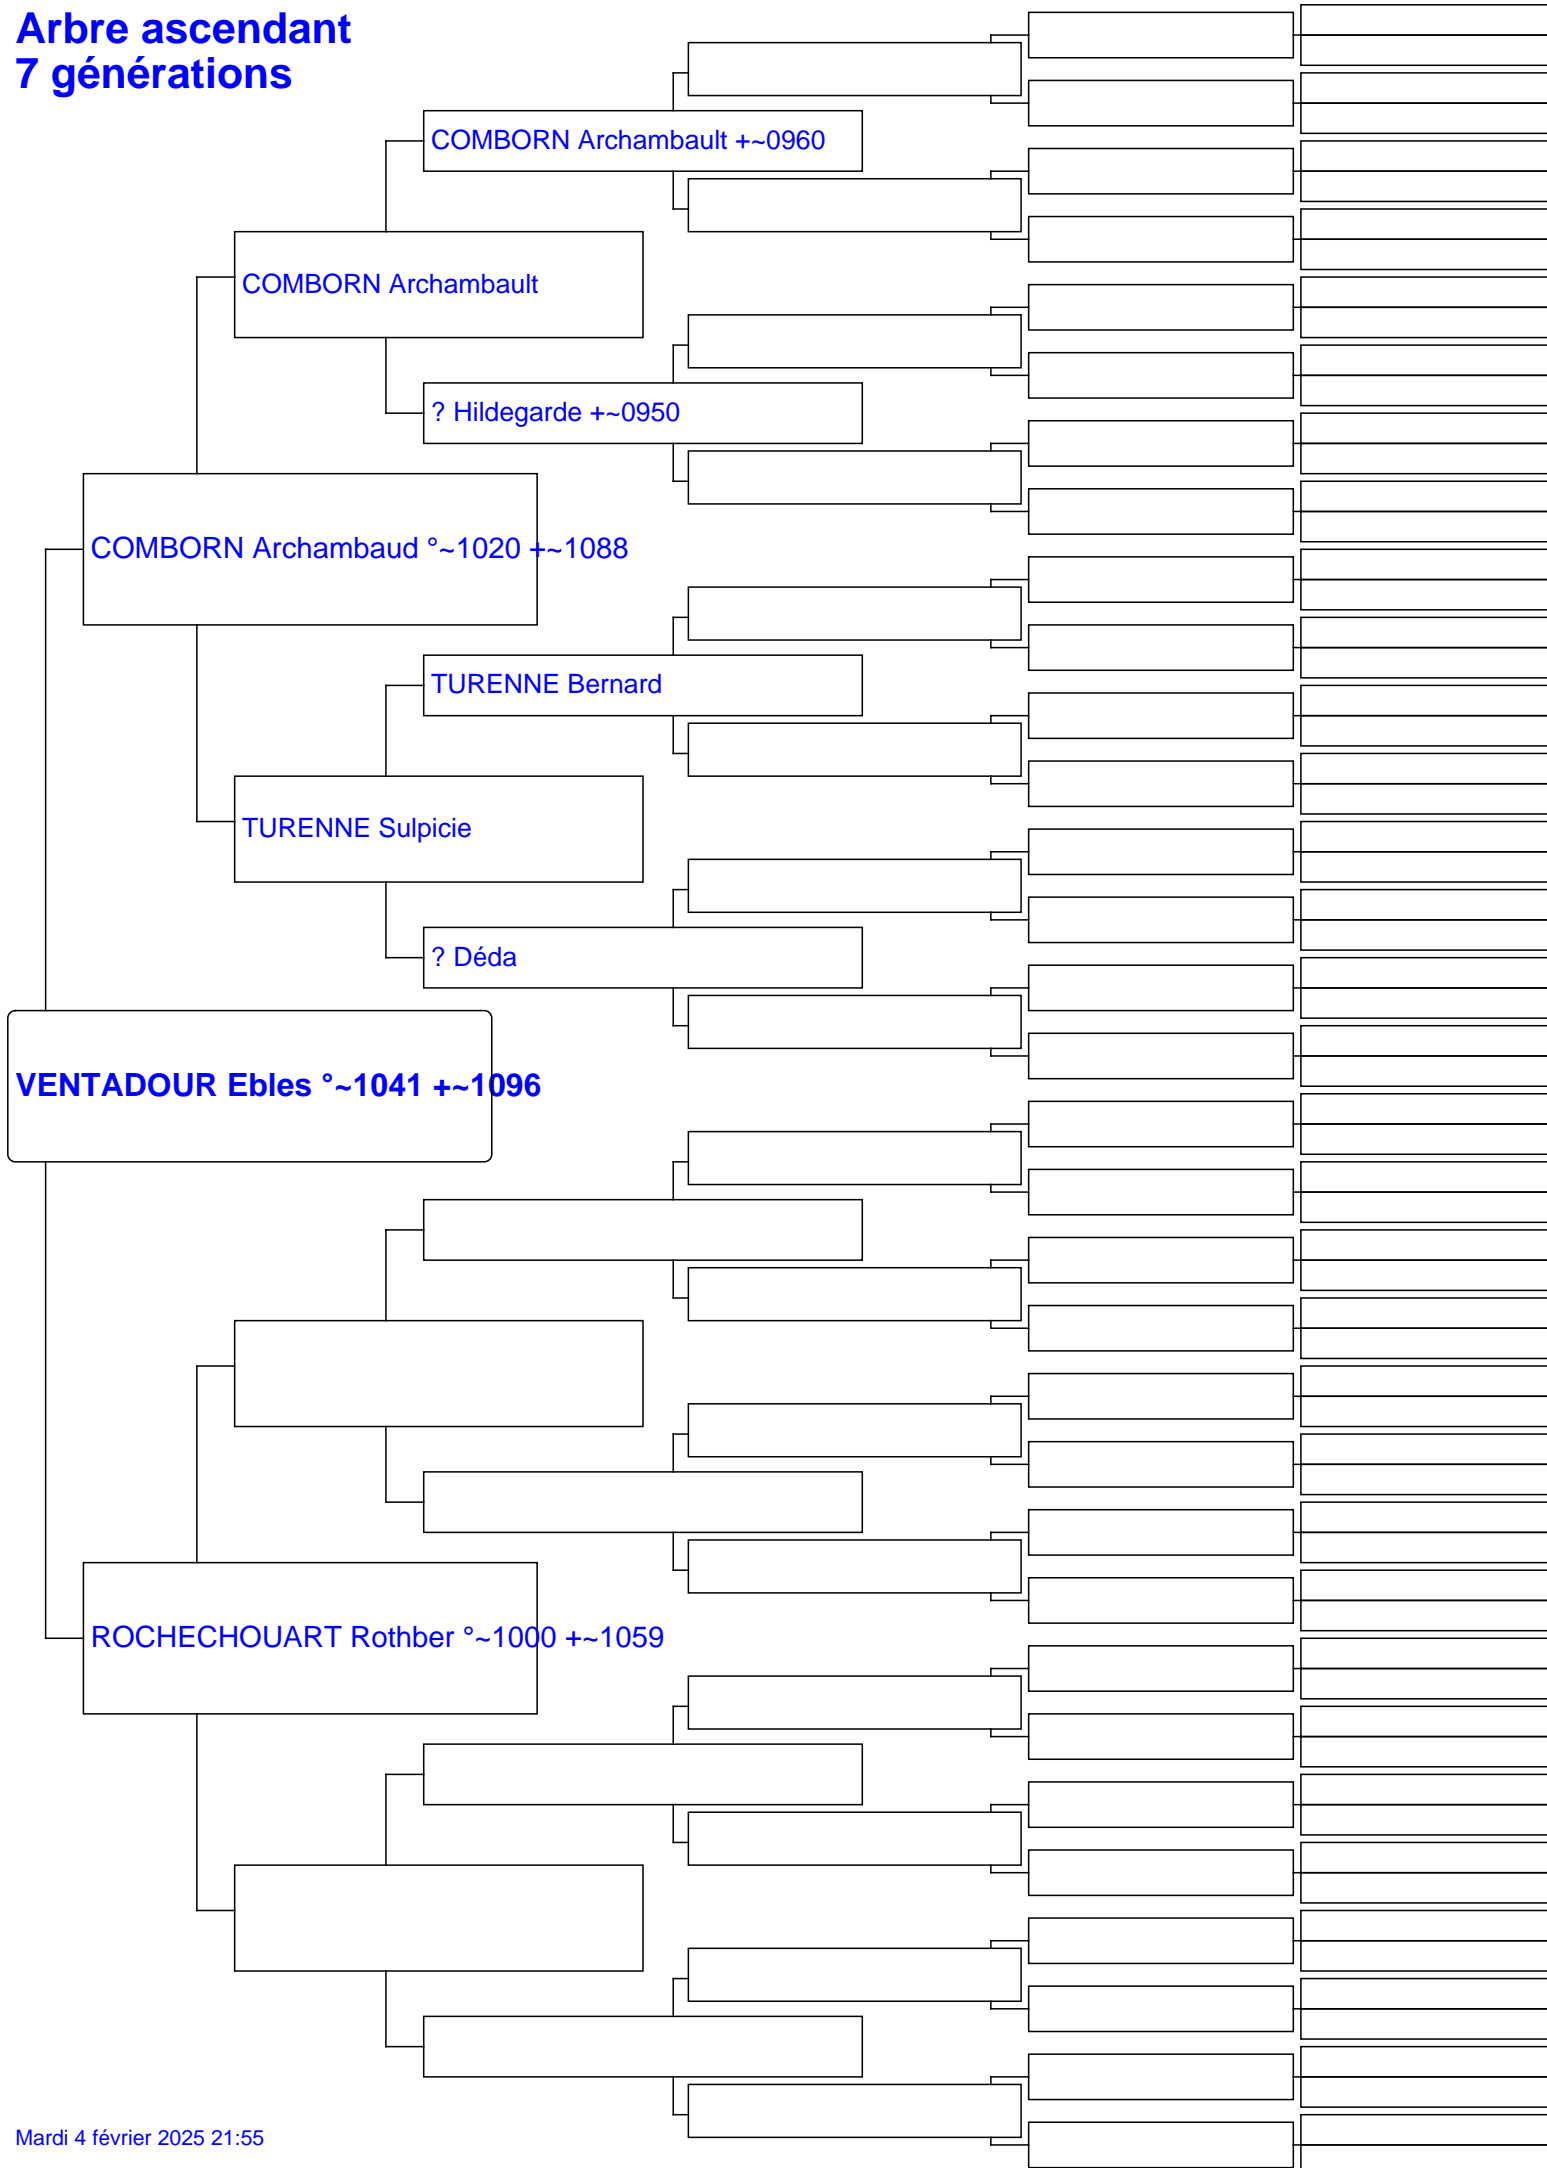 Arbre ascendant
7 générations
COMBORN Archambault +~0960
COMBORN Archambault
? Hildegarde +~0950
COMBORN Archambaud °~1020 +~1088
TURENNE Bernard
TURENNE Sulpicie
? Déda
VENTADOUR Ebles °~1041 +~1096
ROCHECHOUART Rothber °~1000 +~1059
Mardi 4 février 2025 21:55